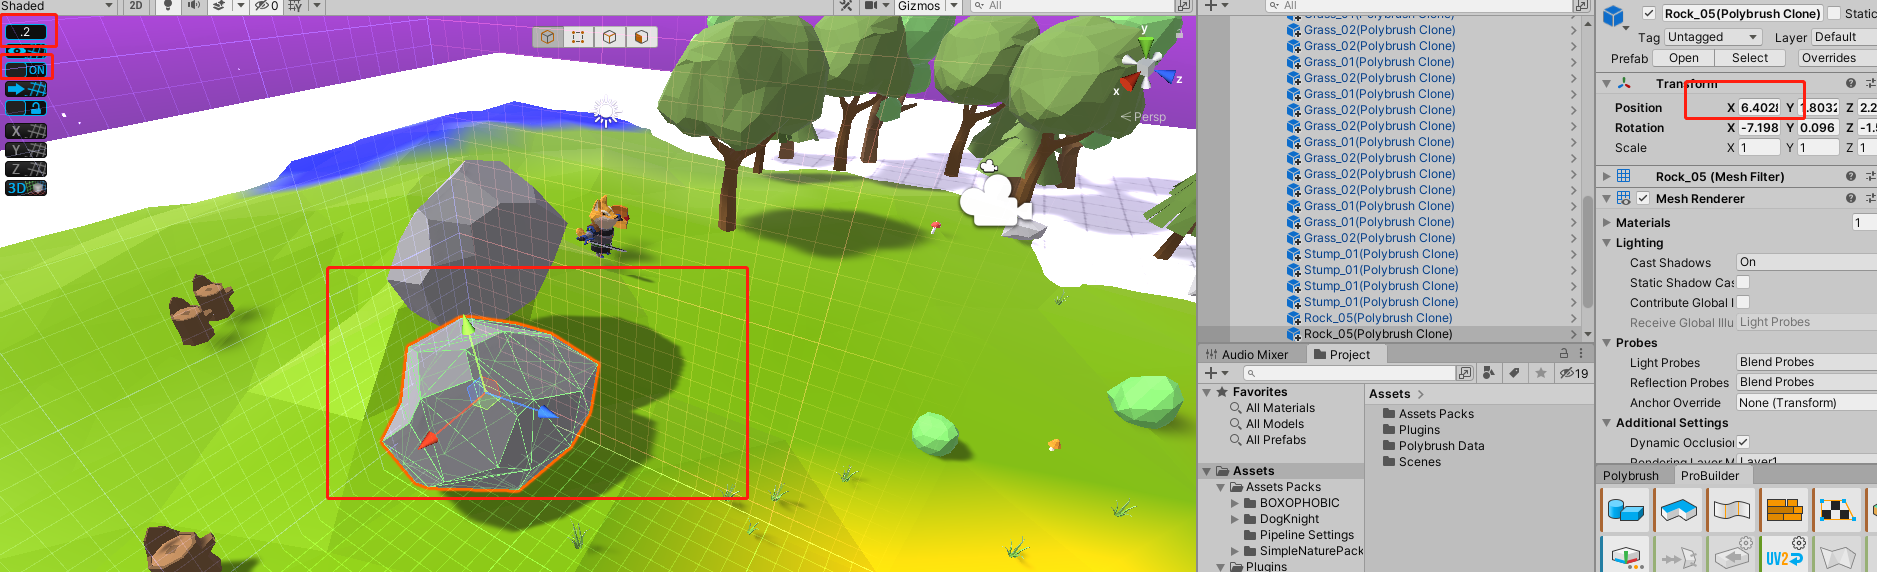 Shaded
2D
0
Gizmos
All
.2
ON
X
Y
Z
3D
y
z
x
Persp
All
Grass_02(Polybrush Clone)
Grass_02(Polybrush Clone)
Grass_01(Polybrush Clone)
Grass_02(Polybrush Clone)
Grass_01(Polybrush Clone)
Grass_02(Polybrush Clone)
Grass_02(Polybrush Clone)
Grass_01(Polybrush Clone)
Grass_02(Polybrush Clone)
Grass_02(Polybrush Clone)
Grass_02(Polybrush Clone)
Grass_01(Polybrush Clone)
Grass_01(Polybrush Clone)
Grass_02(Polybrush Clone)
Stump_01(Polybrush Clone)
Stump_01(Polybrush Clone)
Stump_01(Polybrush Clone)
Stump_01(Polybrush Clone)
Rock_05(Polybrush Clone)
Rock_05(Polybrush Clone)
Audio Mixer
Project
19
Favorites
All Materials
All Models
All Prefabs
Assets
Assets Packs
BOXOPHOBIC
DogKnight
Pipeline Settings
SimpleNaturePack
Plugins
Assets
Assets Packs
Plugins
Polybrush Data
Scenes
Rock_05(Polybrush Clone)
Static
Tag Untagged Layer Default
Prefab Open Select Overrides
Transform
Position X 6.4028 Y 1.8032 Z 2.2
Rotation X -7.198 Y 0.096 Z
Scale X 1 Y 1 Z 1
Rock_05 (Mesh Filter)
Mesh Renderer
Materials 1
Lighting
Cast Shadows On
Static Shadow Cas
Contribute Global I
Receive Global Illu Light Probes
Probes
Light Probes Blend Probes
Reflection Probes Blend Probes
Anchor Override None (Transform)
Additional Settings
Dynamic Occlusion
Rendering Layer M Layer1
Polybrush ProBuilder
UV2